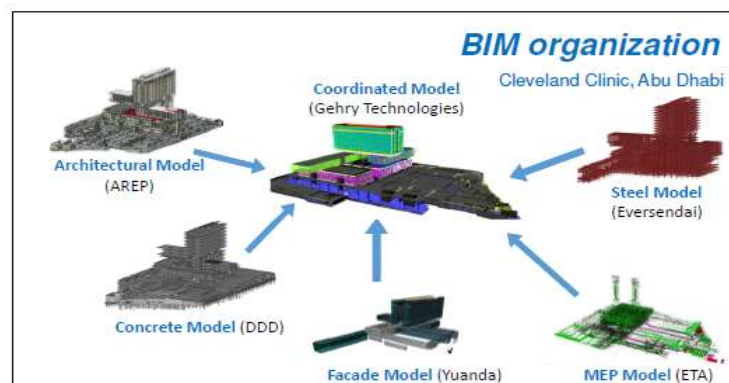 BIM organization
Cleveland Clinic, Abu Dhabi
Coordinated Model
(Gehry Technologies)
Architectural Model
(AREP)
Steel Model
(Eversendai)
Concrete Model (DDD)
Facade Model (Yuanda)
MEP Model (ETA)